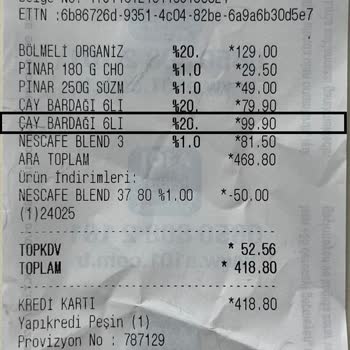 ETTN :6b86726d-9351-4c04-82be-6a9a6b30d5e7
BÖLMELİ ORGANİZ %20. *129.00
PINAR 180 G CHO %1.0 *29.50
PINAR 250G SÜZM %1.0 *49.00
ÇAY BARDAĞI 6LI %20. *79.90
ÇAY BARDAĞI 6LI %20. *99.90
NESCAFE BLEND 3 %1.0 *81.50
ARA TOPLAM *468.80
Ürün İndirimleri:
NESCAFE BLEND 37 80 %1.00 *-50.00
(1)24025
TOPKDV * 52.56
TOPLAM * 418.80
KREDİ KARTI *418.80
Yapıkredi Peşin (1)
Provizyon No : 787129